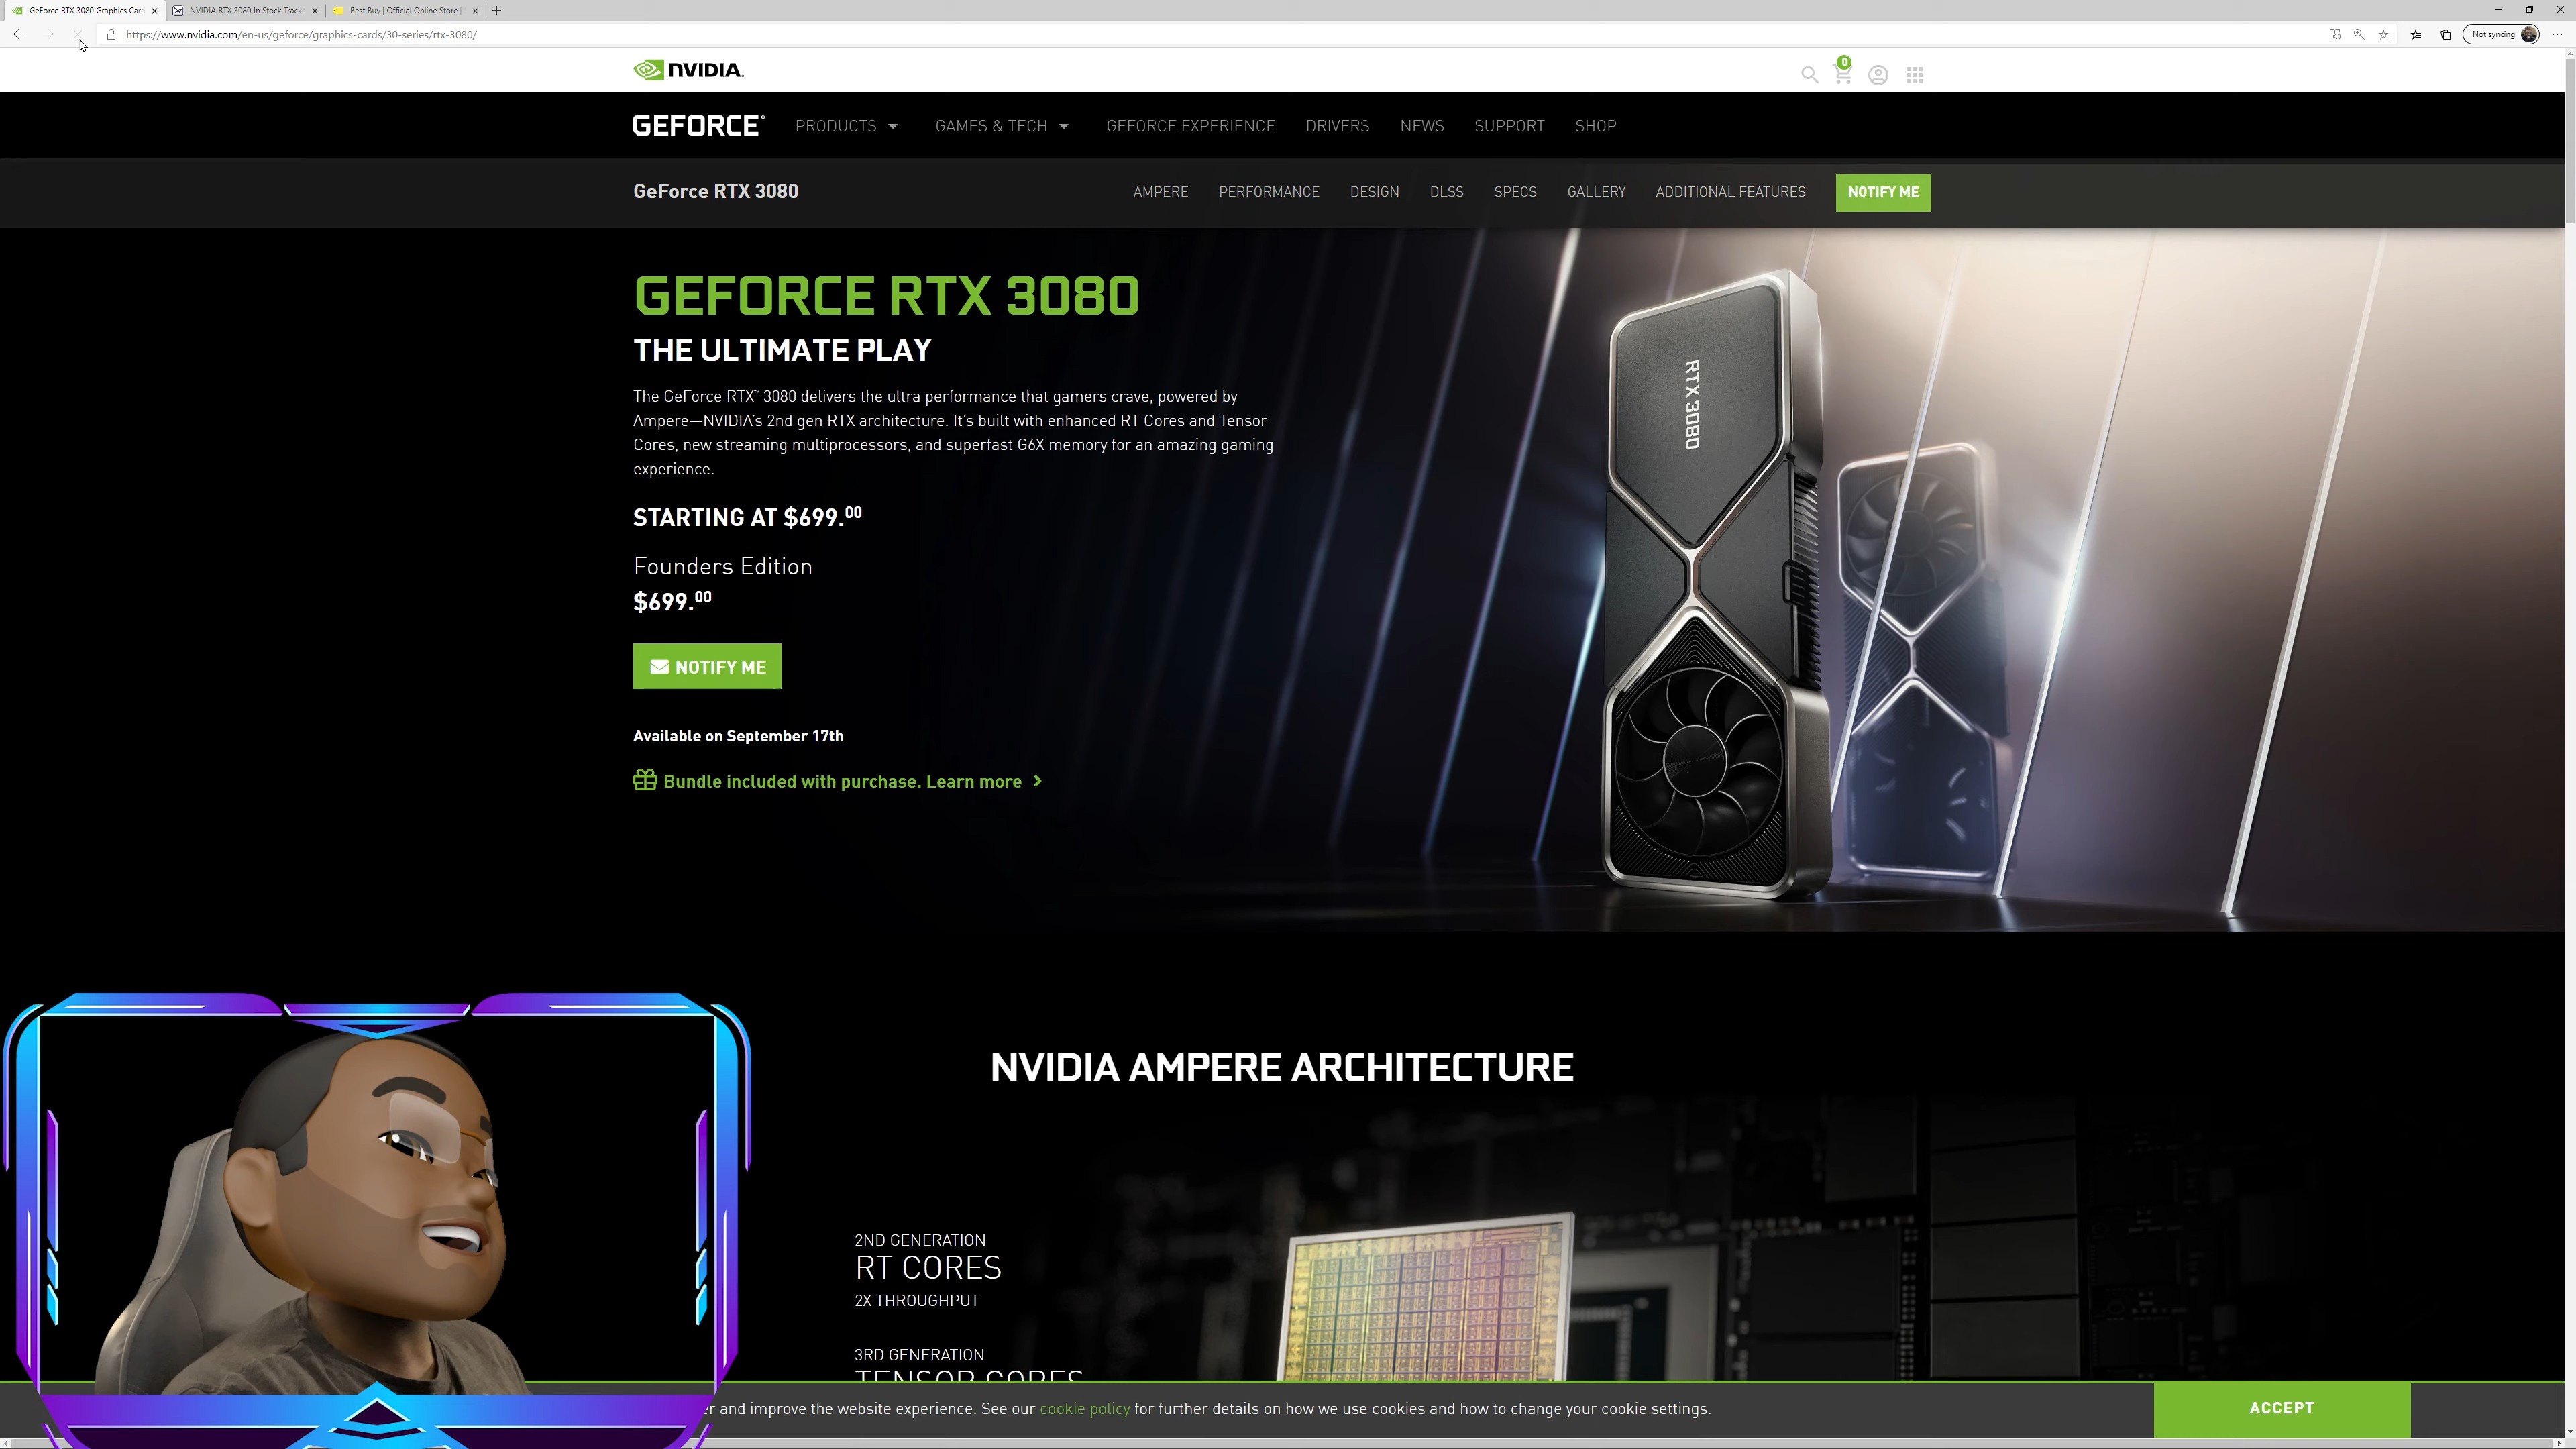 GeForce RTX 3080 Graphics Card
NVIDIA RTX 3080 In Stock Tracke
Best Buy | Official Online Store |
https://www.nvidia.com/en-us/geforce/graphics-cards/30-series/rtx-3080/
Not syncing
NVIDIA.
0
GEFORCE®
PRODUCTS
GAMES & TECH
GEFORCE EXPERIENCE
DRIVERS
NEWS
SUPPORT
SHOP
GeForce RTX 3080
AMPERE
PERFORMANCE
DESIGN
DLSS
SPECS
GALLERY
ADDITIONAL FEATURES
NOTIFY ME
GEFORCE RTX 3080
THE ULTIMATE PLAY
The GeForce RTX™ 3080 delivers the ultra performance that gamers crave, powered by
Ampere—NVIDIA's 2nd gen RTX architecture. It's built with enhanced RT Cores and Tensor
Cores, new streaming multiprocessors, and superfast G6X memory for an amazing gaming
experience.
STARTING AT $699.00
Founders Edition
$699.00
NOTIFY ME
Available on September 17th
Bundle included with purchase. Learn more
RTX 3080
NVIDIA AMPERE ARCHITECTURE
2ND GENERATION
RT CORES
2X THROUGHPUT
3RD GENERATION
TENSOR CORES
and improve the website experience. See our cookie policy for further details on how we use cookies and how to change your cookie settings.
ACCEPT